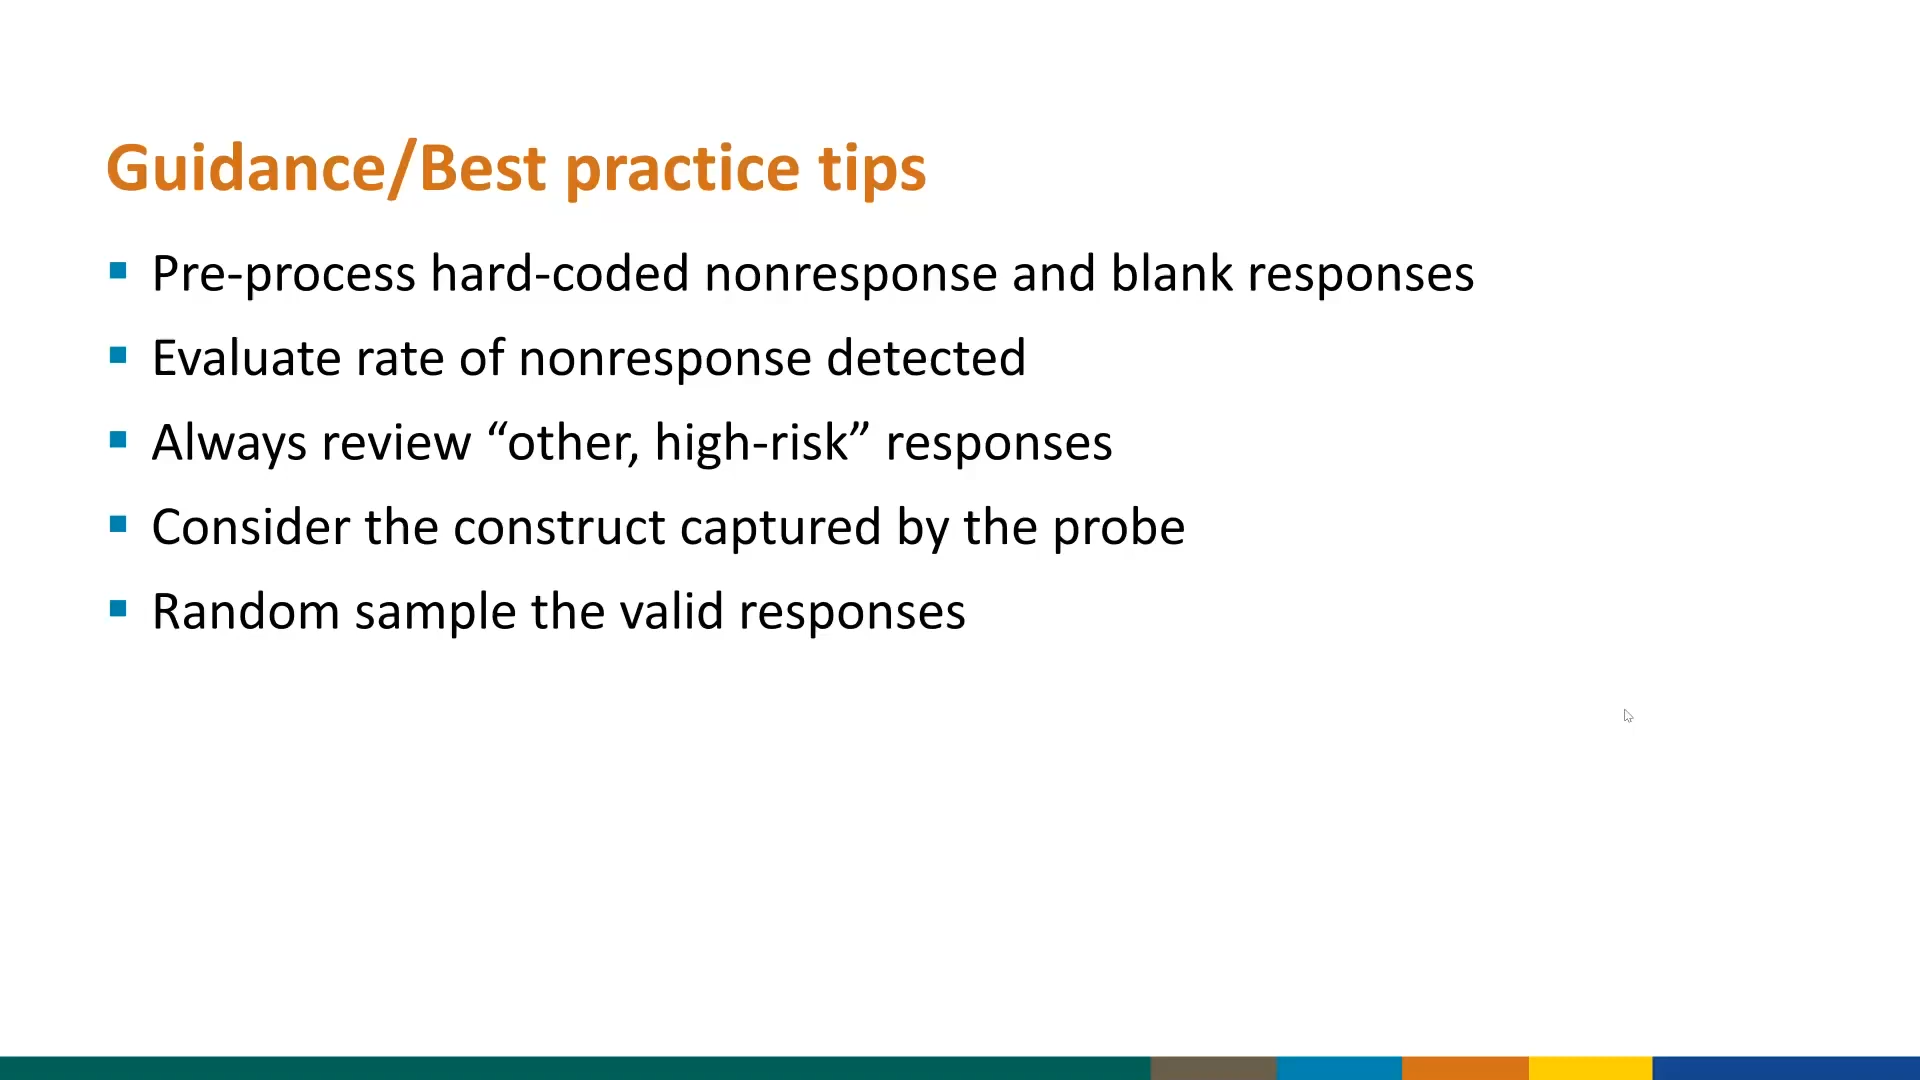 Guidance/Best practice tips
Pre-process hard-coded nonresponse and blank responses
Evaluate rate of nonresponse detected
Always review “other, high-risk” responses
Consider the construct captured by the probe
Random sample the valid responses